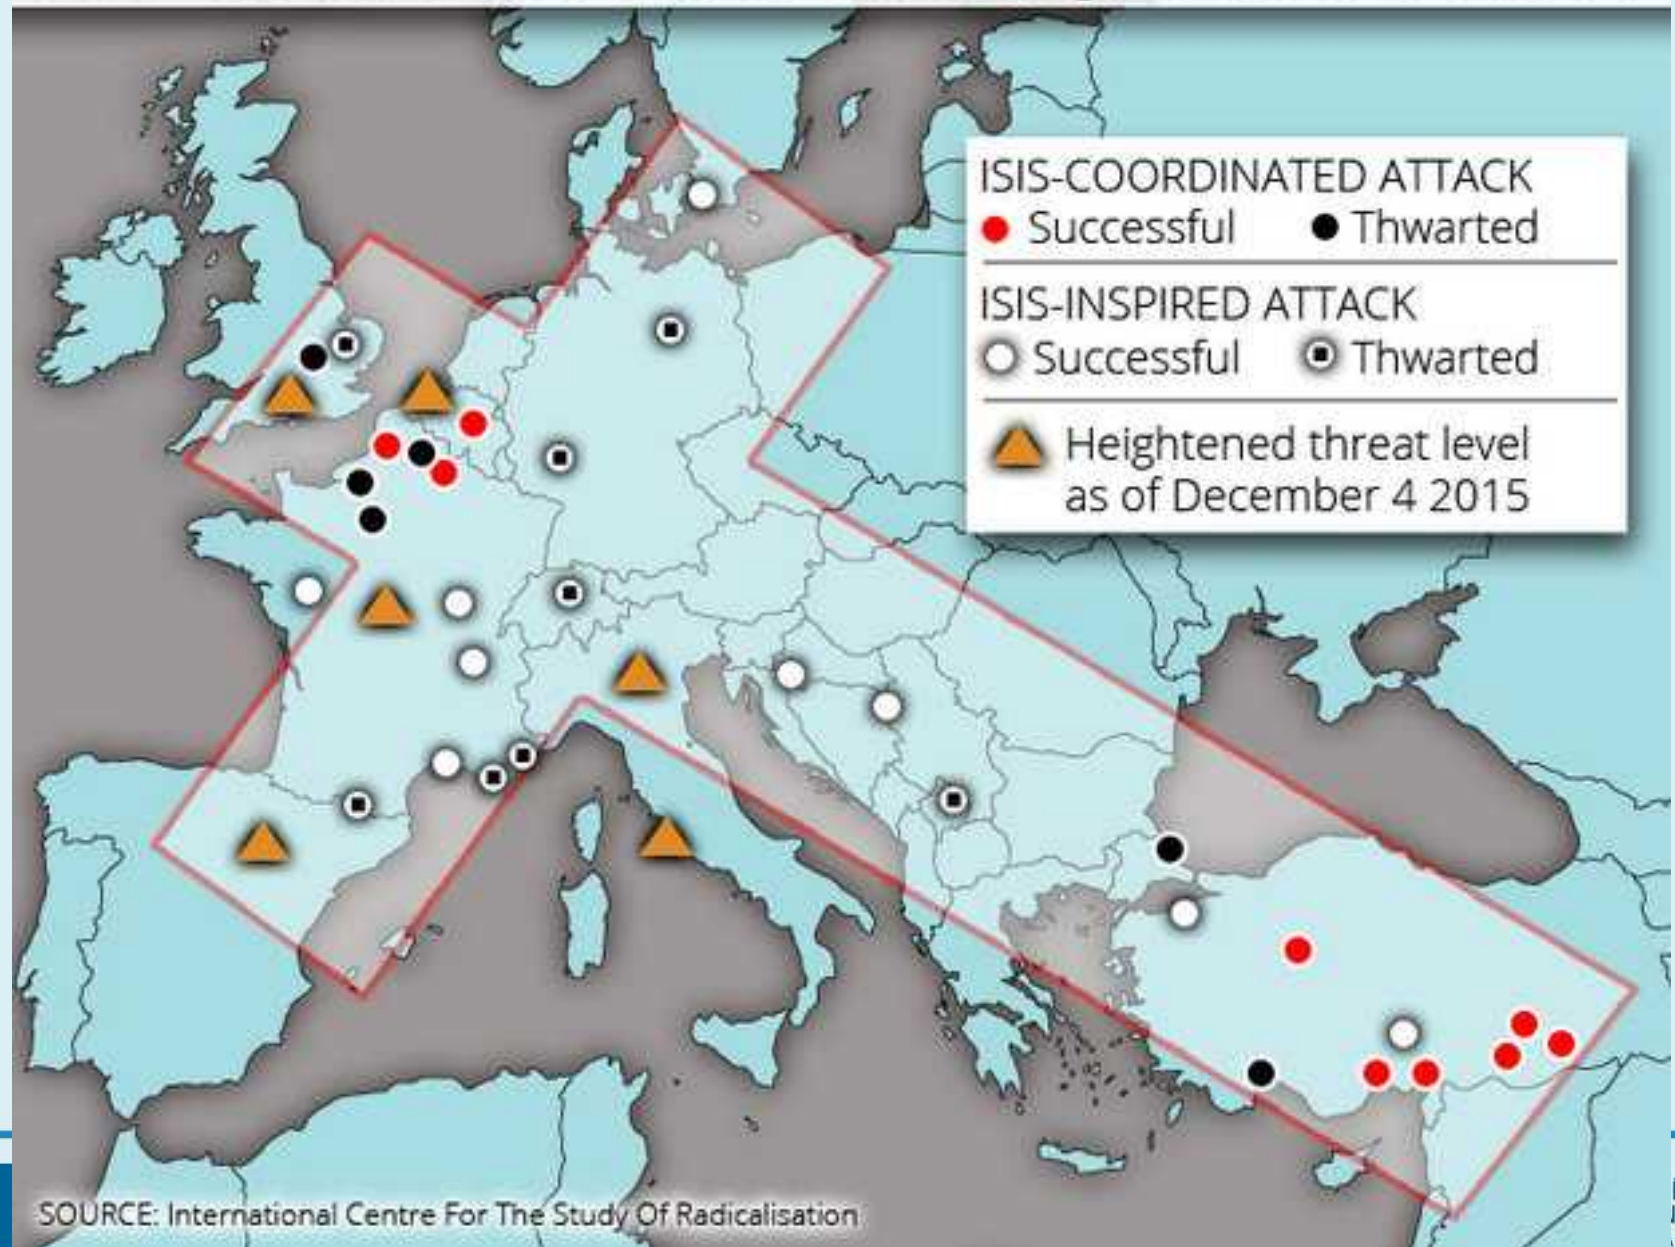 ISIS-COORDINATED ATTACK
Successful Thwarted
ISIS-INSPIRED ATTACK
Successful Thwarted
Heightened threat level
as of December 4 2015
SOURCE: International Centre For The Study Of Radicalisation